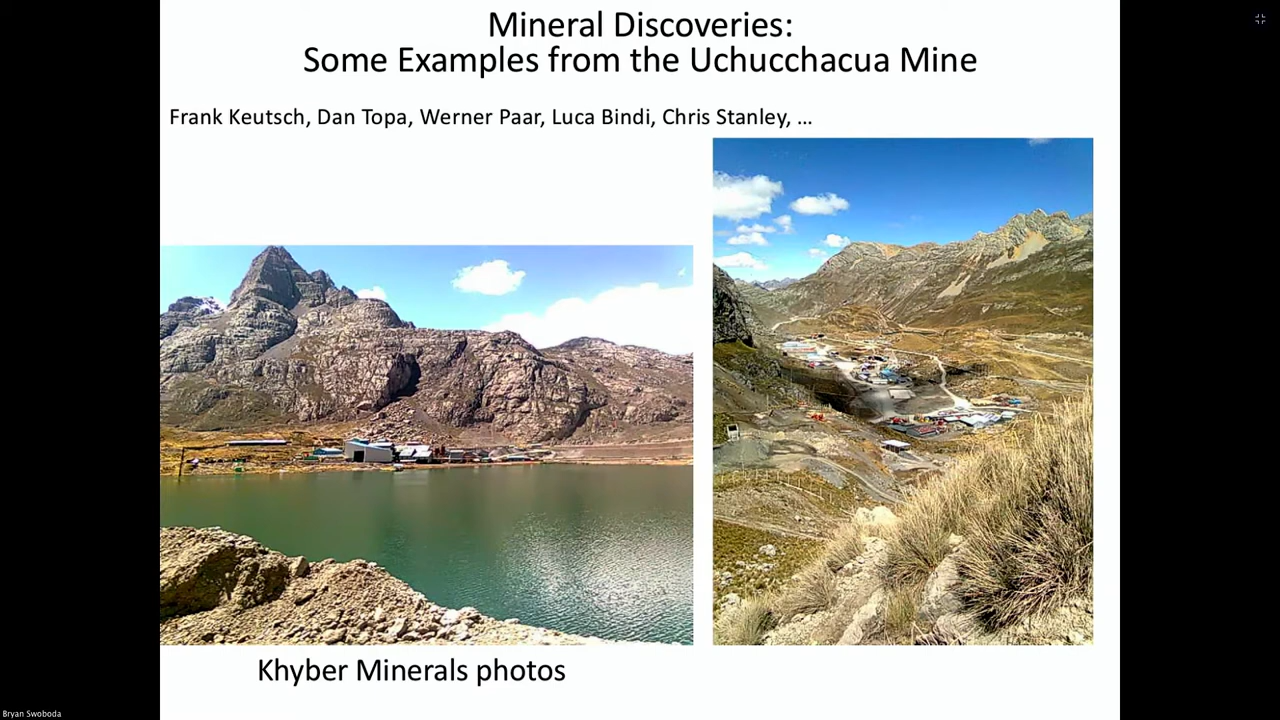 Mineral Discoveries:
Some Examples from the Uchucchacua Mine
Frank Keutsch, Dan Topa, Werner Paar, Luca Bindi, Chris Stanley, ...
Khyber Minerals photos
Bryan Swoboda